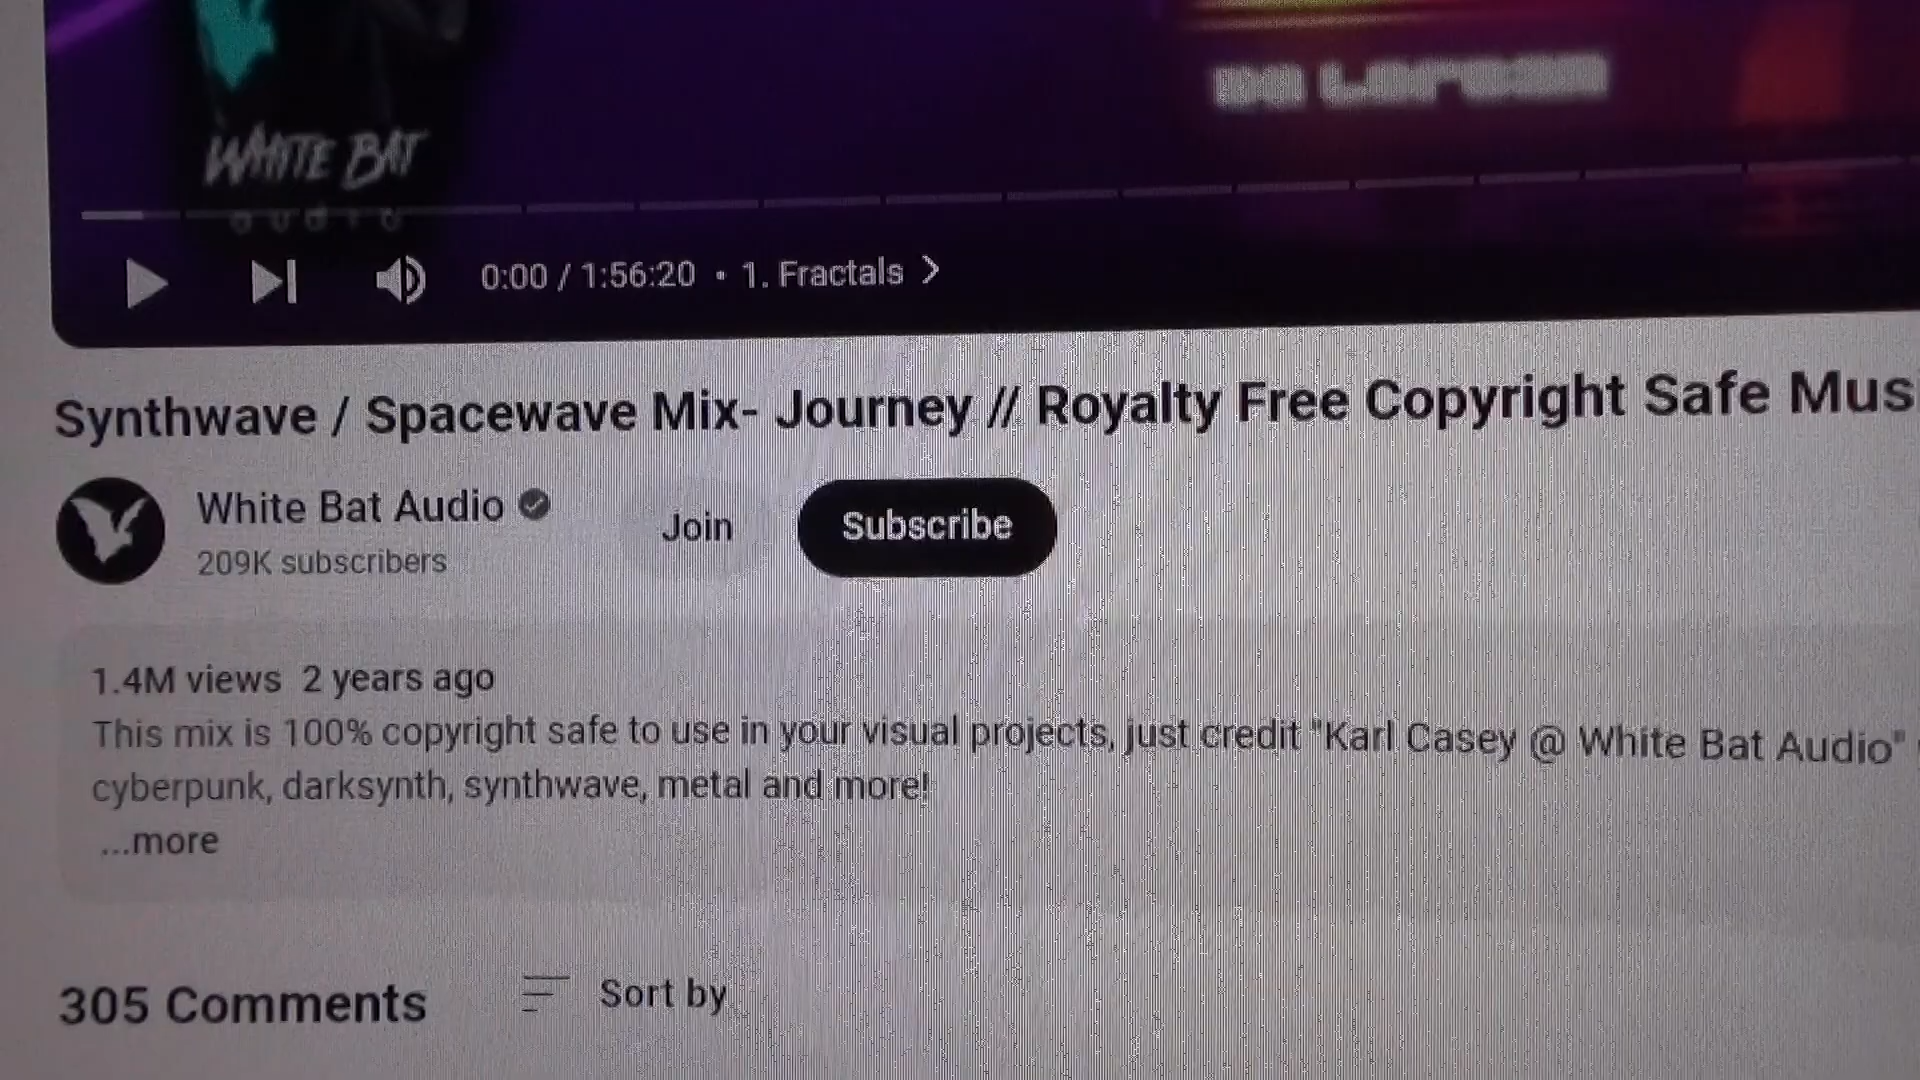 WHITE BAT
AUDIO
0:00 / 1:56:20 • 1. Fractals >
Synthwave / Spacewave Mix- Journey // Royalty Free Copyright Safe Mus
White Bat Audio
209K subscribers
Join
Subscribe
1.4M views 2 years ago
This mix is 100% copyright safe to use in your visual projects, just credit "Karl Casey @ White Bat Audio"
cyberpunk, darksynth, synthwave, metal and more!
...more
305 Comments
Sort by